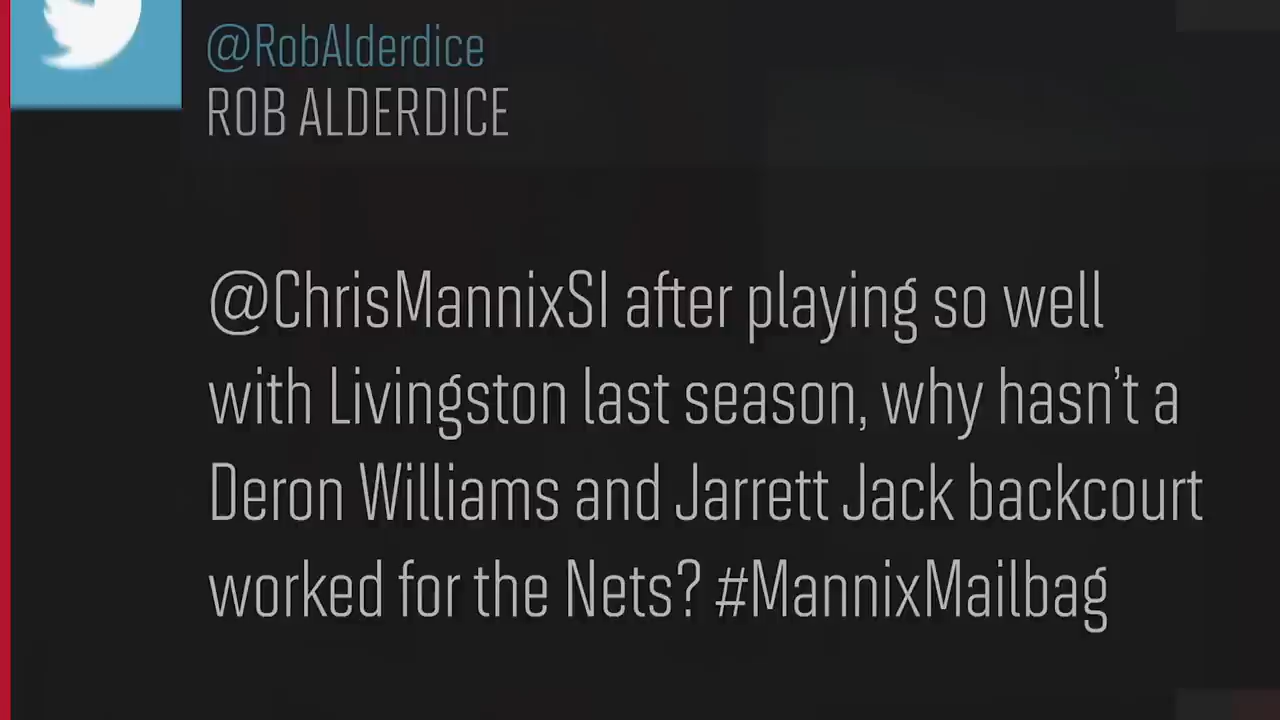 @RobAlderdice
ROB ALDERDICE
@ChrisMannixSI after playing so well
with Livingston last season, why hasn't a
Deron Williams and Jarrett Jack backcourt
worked for the Nets? #MannixMailbag